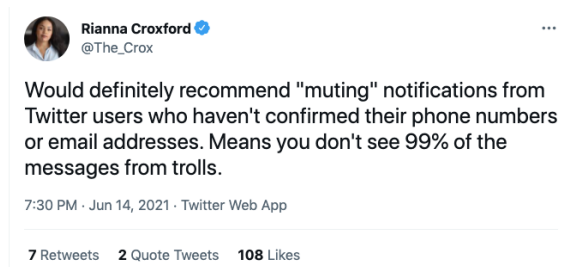 Rianna Croxford
@The_Crox
Would definitely recommend "muting" notifications from
Twitter users who haven't confirmed their phone numbers
or email addresses. Means you don't see 99% of the
messages from trolls.
7:30 PM · Jun 14, 2021 · Twitter Web App
7 Retweets 2 Quote Tweets 108 Likes